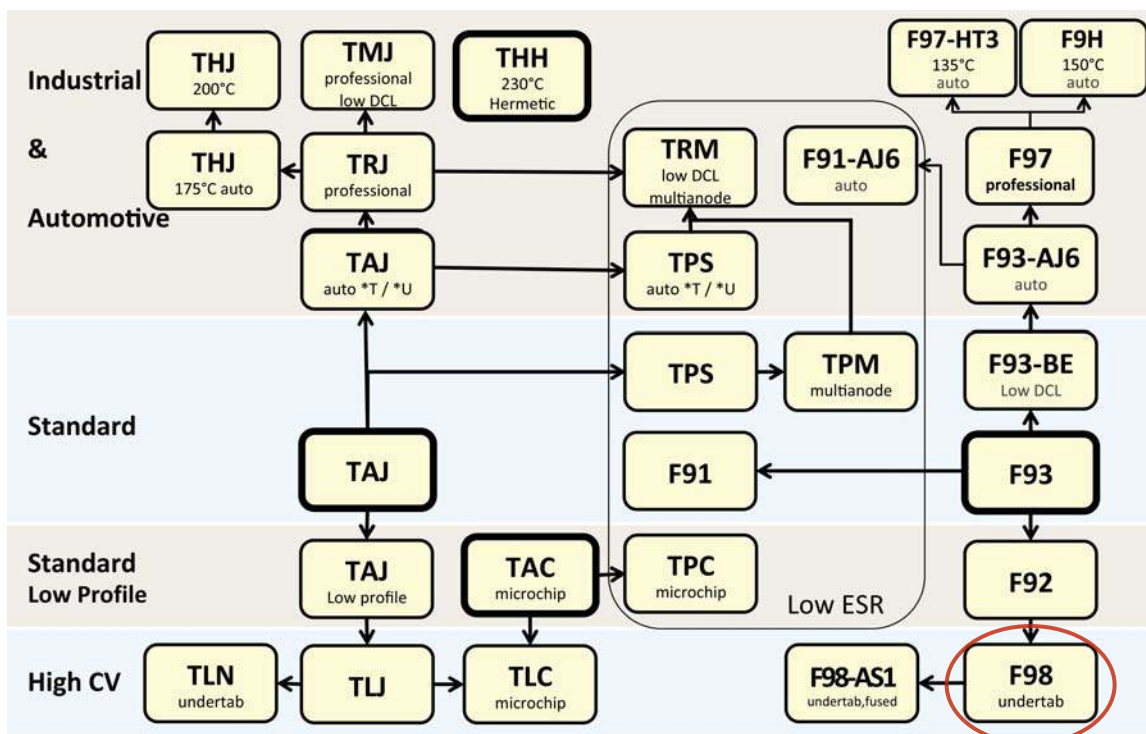 Industrial
&
Automotive
THJ
200°C
TMJ
professional
low DCL
THH
230°C
Hermetic
F97-HT3
135°C
auto
F9H
150°C
auto
THJ
175°C auto
TRJ
professional
TRM
low DCL
multianode
F91-AJ6
auto
F97
professional
TAJ
auto *T / *U
TPS
auto *T / *U
F93-AJ6
auto
Standard
TPS
TPM
multianode
F93-BE
Low DCL
TAJ
F91
F93
Standard
Low Profile
TAJ
Low profile
TAC
microchip
TPC
microchip
Low ESR
F92
High CV
TLN
undertab
TLJ
TLC
microchip
F98-AS1
undertab,fused
F98
undertab